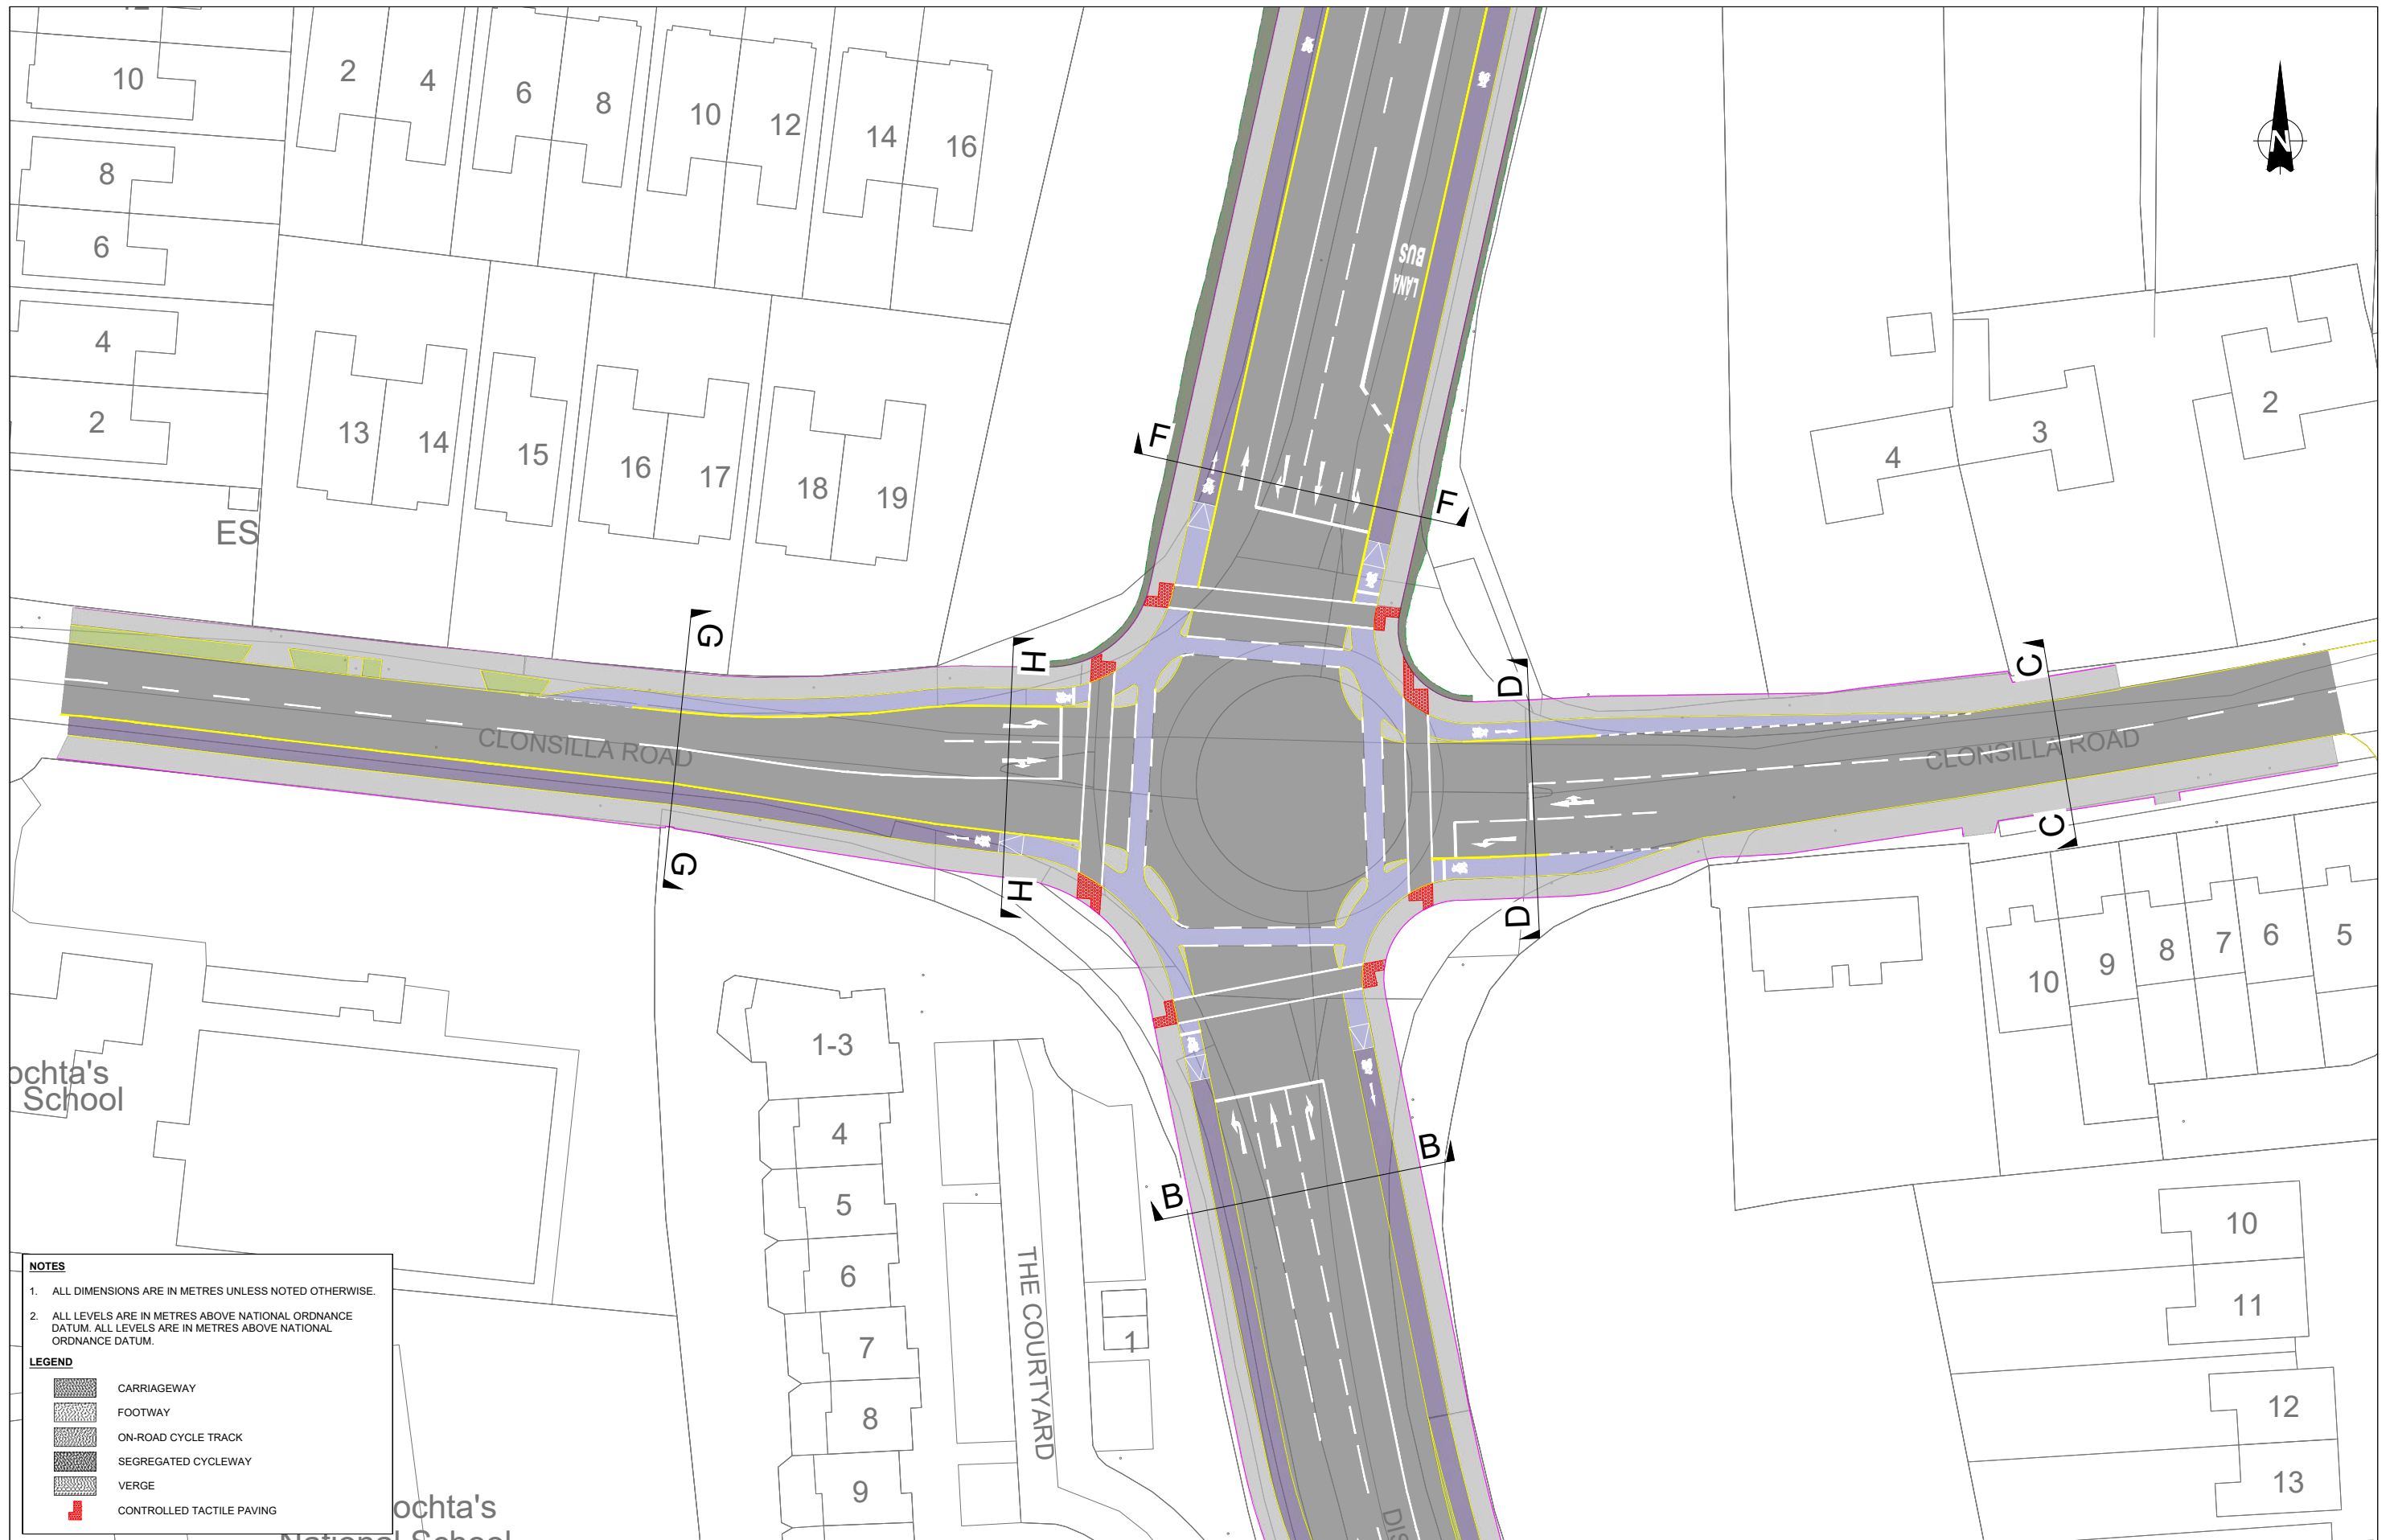 10
2
4
6
8
10
12
14
16
N
8
6
4
2
BUS
LÁNA
13
14
15
16
17
18
19
ES
F
F
4
3
2
G
H
D
C
CLONSILLA ROAD
CLONSILLA ROAD
G
H
D
C
10
9
8
7
6
5
1-3
4
5
6
7
8
9
THE COURTYARD
1
B
B
10
11
12
13
ochta's
School
NOTES
1. ALL DIMENSIONS ARE IN METRES UNLESS NOTED OTHERWISE.
2. ALL LEVELS ARE IN METRES ABOVE NATIONAL ORDNANCE
DATUM. ALL LEVELS ARE IN METRES ABOVE NATIONAL
ORDNANCE DATUM.
LEGEND
CARRIAGEWAY
FOOTWAY
ON-ROAD CYCLE TRACK
SEGREGATED CYCLEWAY
VERGE
CONTROLLED TACTILE PAVING
ochta's
National School
DIS